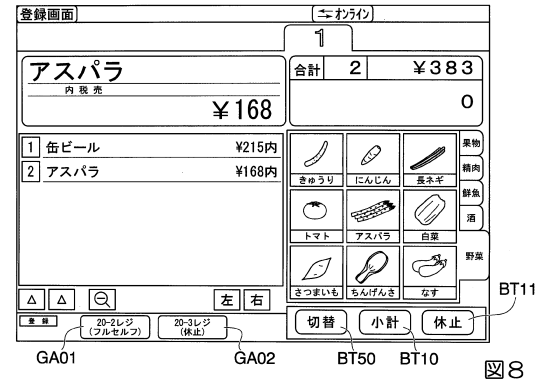 登録画面
オンライン
1
アスパラ
内税売
¥168
合計 2 ¥383
0
1 缶ビール ¥215内
2 アスパラ ¥168内
きゅうり にんじん 長ネギ
トマト アスパラ 白菜
さつまいも ちんげんさ なす
果物
精肉
鮮魚
酒
野菜
左 右
登録
20-2レジ
(フルセルフ)
20-3レジ
(休止)
切替 小計 休止
BT11
GA01 GA02 BT50 BT10
図8